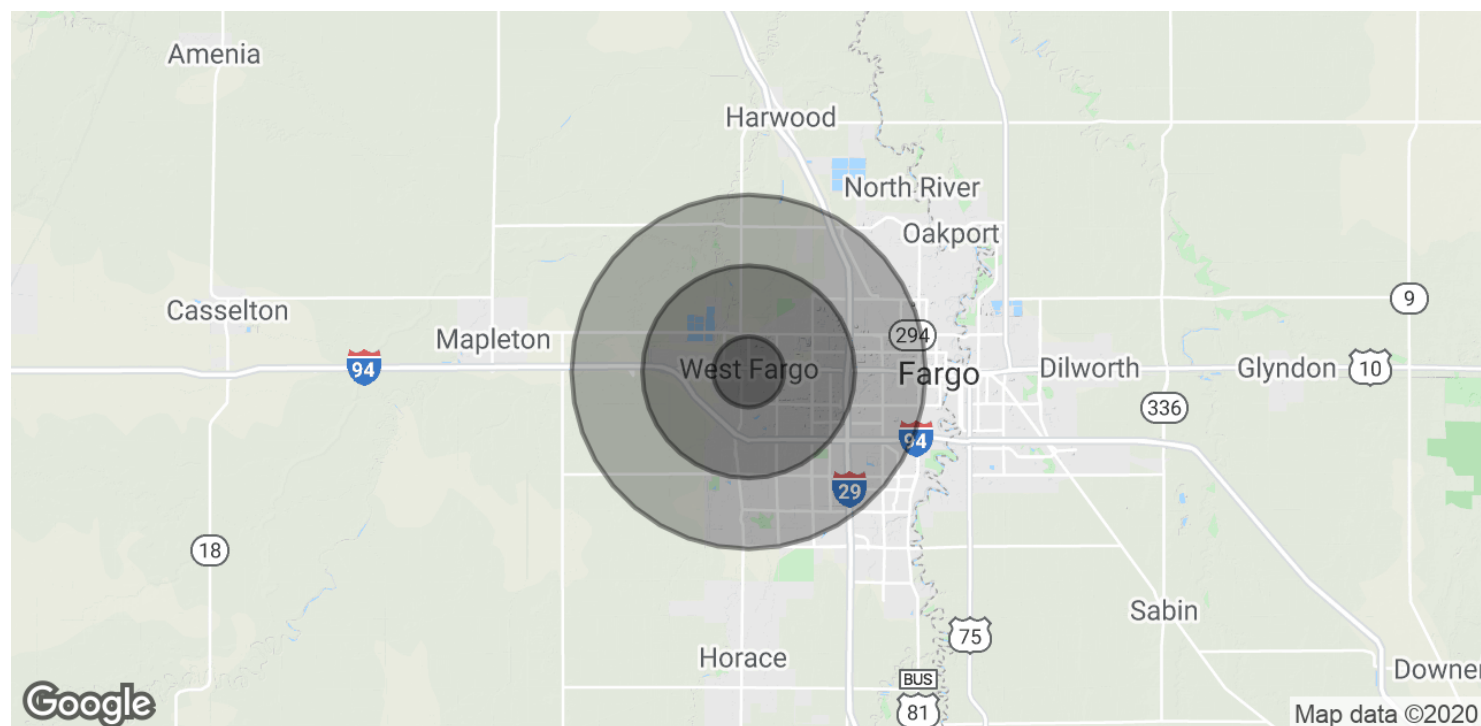 Amenia
Harwood
North River
Oakport
Casselton
9
Mapleton
294
94
West Fargo
Fargo
Dilworth
Glyndon
10
336
94
29
18
Sabin
75
Horace
Downer
BUS
81
Google
Map data ©2020